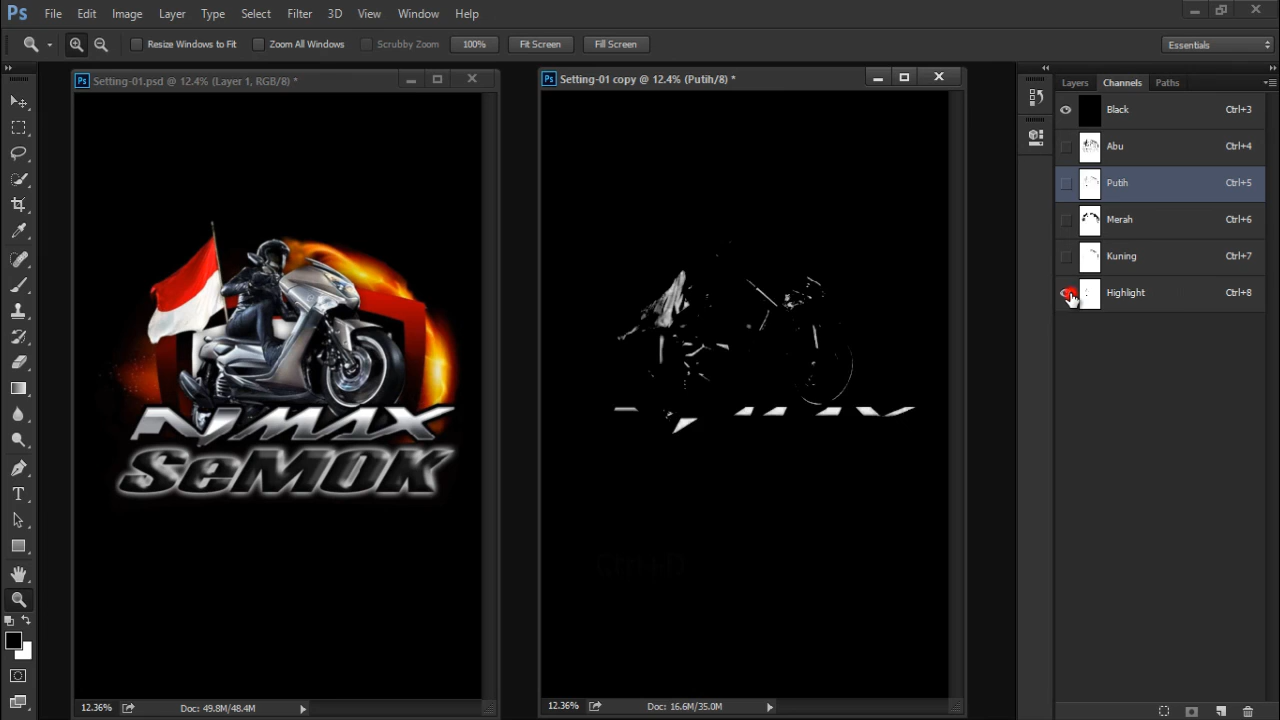 Ps File Edit Image Layer Type Select Filter 3D View Window Help
Resize Windows to Fit Zoom All Windows Scrubby Zoom 100% Fit Screen Fill Screen Essentials
Ps Setting-01.psd @ 12.4% (Layer 1, RGB/8) *
Ps Setting-01 copy @ 12.4% (Putih/8) *
Layers Channels Paths
Black Ctrl+3
Abu Ctrl+4
Putih Ctrl+5
Merah Ctrl+6
Kuning Ctrl+7
Highlight Ctrl+8
NMAX
SeMOK
T
12.36% Doc: 49.8M/48.4M
12.36% Doc: 16.6M/35.0M